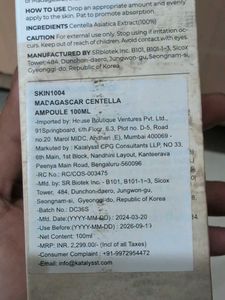 HOW TO USE Drop an appropriate amount and evenly
apply to the skin. Pat to promote absorption.
INGREDIENTS Centella Asiatica Extract(100%)
CAUTION For external use only. Stop using if irritation oc-
curs. Keep out of reach of children. Avoid contact with eyes.
MANUFACTURED BY SRbiotek Inc. B101, B101-1~3, Sicox
Tower, 484, Dunchon-daero, Jungwon-gu, Seongnam-si,
Gyeonggi-do, Republic of Korea
SKIN1004
MADAGASCAR CENTELLA
AMPOULE 100ML
-Imported by: House Boutique Ventures Pvt. Ltd.,
91Springboard, 6th Floor, 6.3, Plot no. D-5, Road
no.20, Marol MIDC, Andheri (E), Mumbai 400069 -
Marketed by : Katalysst CPG Consultants LLP, NO 33,
6th Main, 1st Block, Nandhini Layout, Kanteerava
Peenya Main Road, Bengaluru-560096
-RC No.: RC/COS-003475
-Mfg by: SR Biotek Inc. - B101, B101-1~3, Sicox
Tower, 484, Dunchon-daero, Jungwon-gu,
Seongnam-si, Gyeonggi-do, Republic of Korea
-Batch No: DC36S
-Mfd. Date:(YYYY-MM-DD) : 2024-03-20
-Use Before:(YYYY-MM-DD) : 2026-09-1
-Net Content: 100ml
-MRP: INR. 2,299.00/- (Incl of all Taxes)
-Consumer Complaint : +91-9972954472
-Email: info@katalysst.com